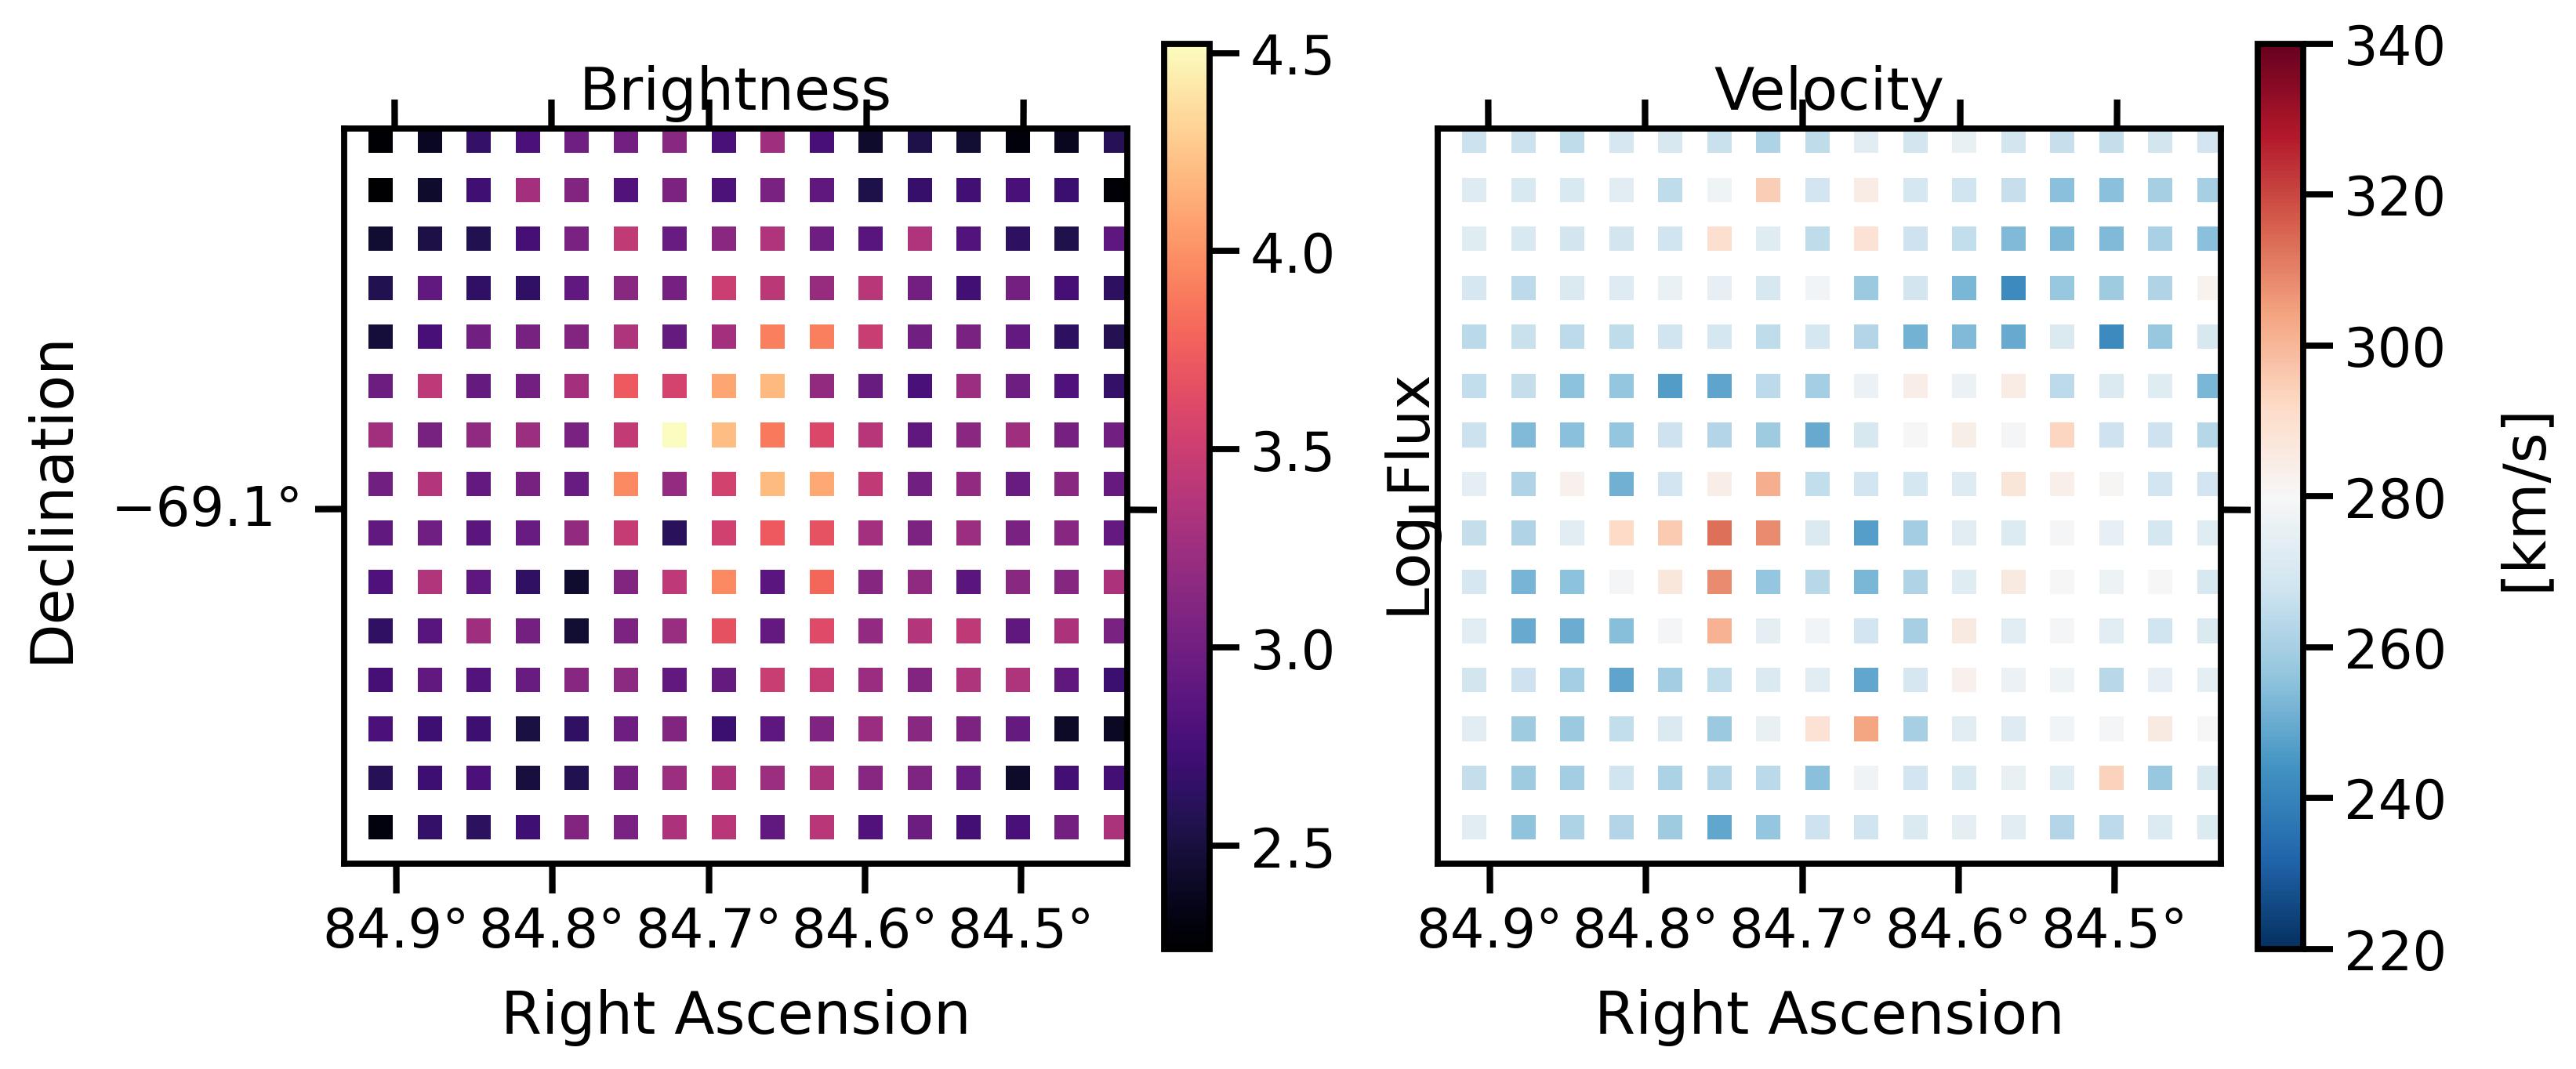 Brightness
Declination
−69.1°
84.9° 84.8° 84.7° 84.6° 84.5°
Right Ascension
4.5
4.0
3.5
3.0
2.5
Log Flux
Velocity
84.9° 84.8° 84.7° 84.6° 84.5°
Right Ascension
340
320
300
280
260
240
220
[km/s]